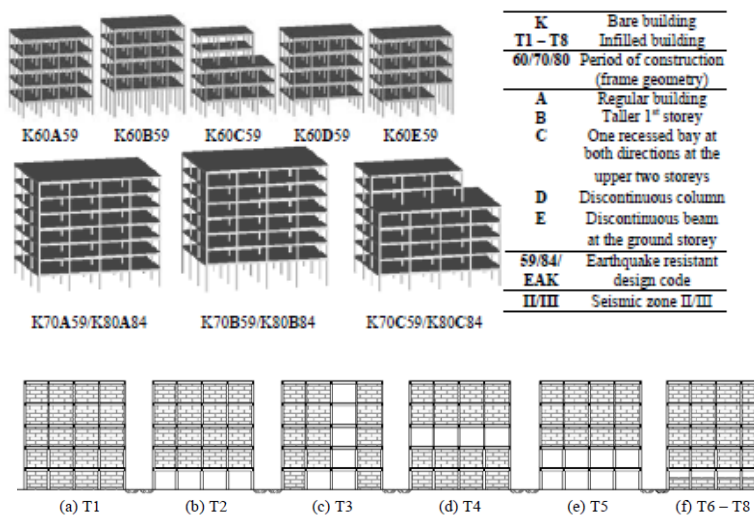 K60A59 K60B59 K60C59 K60D59 K60E59
K70A59/K80A84 K70B59/K80B84 K70C59/K80C84
K Bare building
T1 – T8 Infilled building
60/70/80 Period of construction
(frame geometry)
A Regular building
B Taller 1st storey
C One recessed bay at
both directions at the
upper two storeys
D Discontinuous column
E Discontinuous beam
at the ground storey
59/84/ Earthquake resistant
EAK design code
II/III Seismic zone II/III
(a) T1 (b) T2 (c) T3 (d) T4 (e) T5 (f) T6 – T8